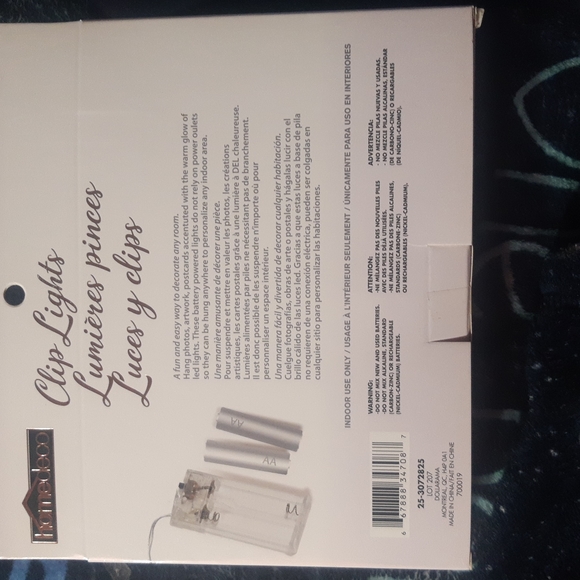 homedeco
Clip Lights
Lumières pinces
Luces y clips
A fun and easy way to decorate any room.
Hang photos, artwork, postcards accentuted with the warm glow of
led lights. These battery powered lights do not rely on power oulets
so they can be hung anywhere to personalize any indoor area.
Une manière amusante de décorer une pièce.
Pour suspendre et mettre en valeur les photos, les créations
artistiques, les cartes postales grâce à une lumière à DEL chaleureuse.
Lumières alimentées par piles ne nécessitant pas de branchement.
Il est donc possible de les suspendre n'importe où pour
personnaliser un espace intérieur.
Una manera fácil y divertida de decorar cualquier habitación.
Cuelgue fotografías, obras de arte o postales y hágalas lucir con el
brillo cálido de las luces led. Gracias a que estas luces a base de pila
no requieren de una conexión eléctrica, pueden ser colgadas en
cualquier sitio para personalizar las habitaciones.
AA
AA
INDOOR USE ONLY / USAGE À L'INTÉRIEUR SEULEMENT / ÚNICAMENTE PARA USO EN INTERIORES
WARNING:
-DO NOT MIX NEW AND USED BATTERIES.
-DO NOT MIX ALKALINE, STANDARD
(CARBON-ZINC) OR RECHARGEABLE
(NICKEL-CADMIUM) BATTERIES.
ATTENTION:
-NE MÉLANGEZ PAS DES NOUVELLES PILES
AVEC DES PILES DÉJÀ UTILISÉES.
-NE MÉLANGEZ PAS DES PILES ALCALINES,
STANDARDS (CARBONE-ZINC)
OU RECHARGEABLES (NICKEL-CADMIUM).
ADVERTENCIA:
- NO MEZCLE PILAS NUEVAS Y USADAS.
- NO MEZCLE PILAS ALCALINAS, ESTÁNDAR
(DE CARBONO-CINC) O RECARGABLES
(DE NÍQUEL-CADMIO).
6 67888 34708 7
25-3072825
LOT 207
DOLLARAMA
MONTREAL, QC, H4P 0A1
MADE IN CHINA/FAIT EN CHINE
700019